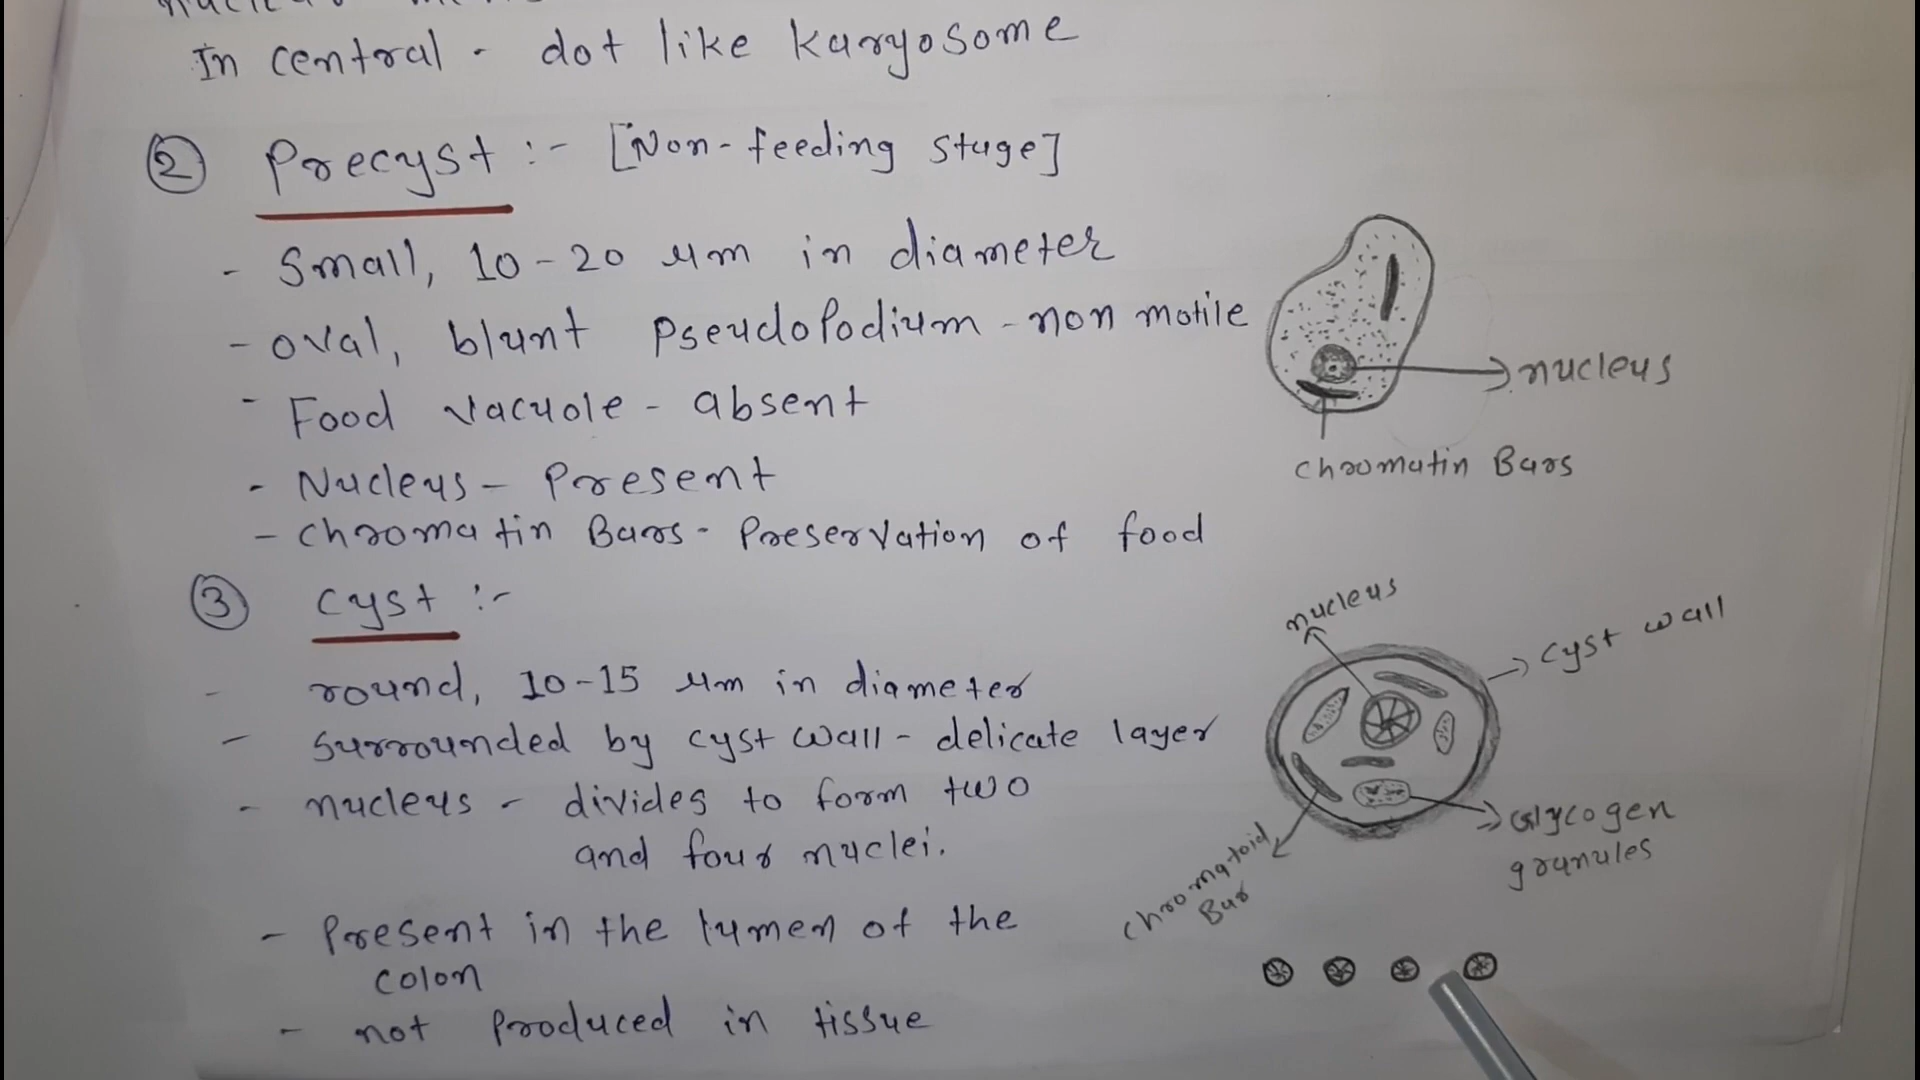 In central - dot like karyosome
② Precyst :- [Non-feeding stage]
- Small, 10-20 μm in diameter
- oval, blunt Pseudopodium - non motile
- Food vacuole - absent
- Nucleus - Present
- chromatin Bars - Preservation of food
nucleus
chromatin Bars
③ Cyst :-
- round, 10-15 μm in diameter
- surrounded by cyst wall - delicate layer
- nucleus - divides to form two
and four nuclei.
- Present in the lumen of the
colon
- not Produced in tissue
nucleus
cyst wall
Glycogen
granules
chromatoid
Bar